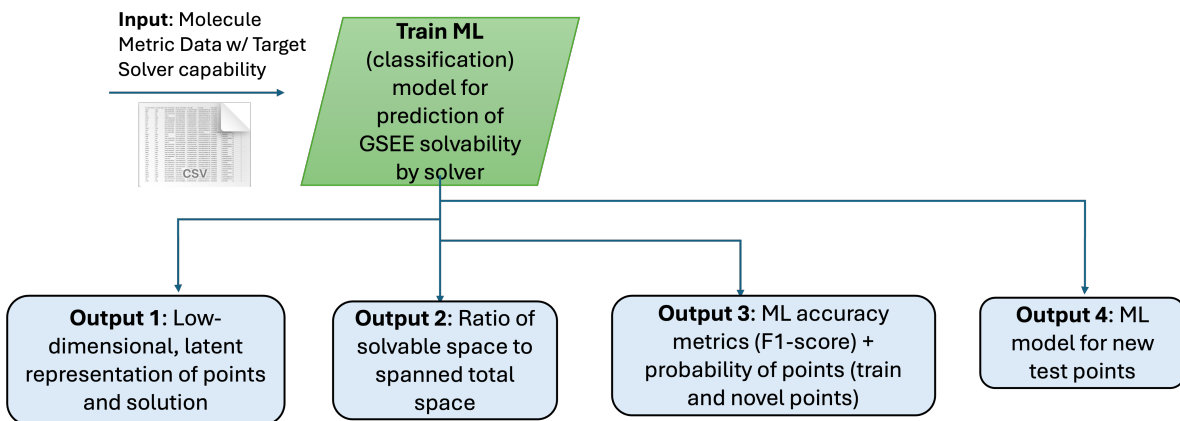 Input: Molecule
Metric Data w/ Target
Solver capability
CSV
Train ML
(classification)
model for
prediction of
GSEE solvability
by solver
Output 1: Low-
dimensional, latent
representation of points
and solution
Output 2: Ratio of
solvable space to
spanned total
space
Output 3: ML accuracy
metrics (F1-score) +
probability of points (train
and novel points)
Output 4: ML
model for new
test points